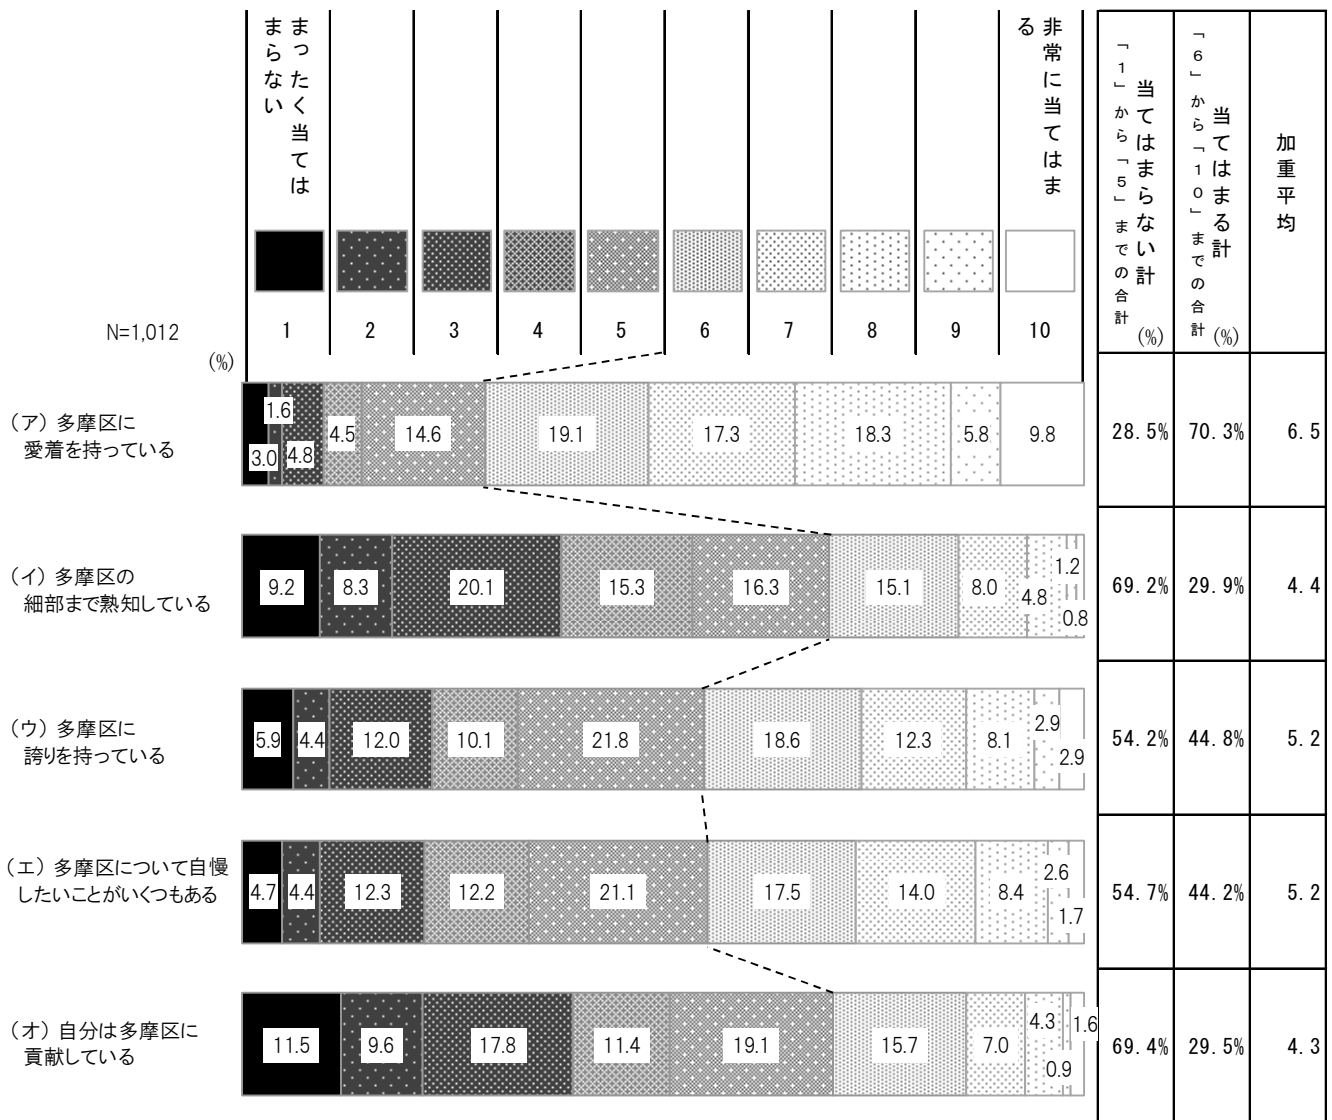 まったく当てはまらない
非常に当てはまる
「1」から「5」までの合計
当てはまらない計
(%)
「6」から「10」までの合計
当てはまる計
(%)
加重平均
N=1,012
1 2 3 4 5 6 7 8 9 10
(%)
(ア) 多摩区に
愛着を持っている
3.0 1.6 4.8 4.5 14.6 19.1 17.3 18.3 5.8 9.8 28.5% 70.3% 6.5
(イ) 多摩区の
細部まで熟知している
9.2 8.3 20.1 15.3 16.3 15.1 8.0 4.8 1.2 0.8 69.2% 29.9% 4.4
(ウ) 多摩区に
誇りを持っている
5.9 4.4 12.0 10.1 21.8 18.6 12.3 8.1 2.9 2.9 54.2% 44.8% 5.2
(エ) 多摩区について自慢
したいことがいくつもある
4.7 4.4 12.3 12.2 21.1 17.5 14.0 8.4 2.6 1.7 54.7% 44.2% 5.2
(オ) 自分は多摩区に
貢献している
11.5 9.6 17.8 11.4 19.1 15.7 7.0 4.3 0.9 1.6 69.4% 29.5% 4.3